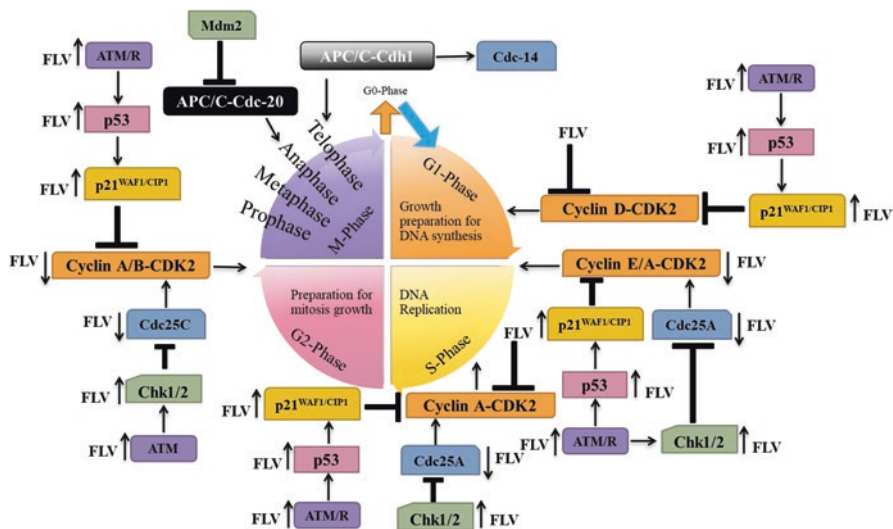 Mdm2
FLV
ATM/R
APC/C-Cdh1
Cdc-14
APC/C-Cdc-20
G0-Phase
FLV
ATM/R
FLV
p53
FLV
p53
FLV
p21WAF1/CIP1
Telophase
Anaphase
Metaphase
Prophase
M-Phase
G1-Phase
Growth
preparation for
DNA synthesis
FLV
Cyclin D-CDK2
p21WAF1/CIP1
FLV
FLV
Cyclin A/B-CDK2
Cyclin E/A-CDK2
FLV
Preparation for
mitosis growth
G2-Phase
DNA
Replication
S-Phase
FLV
Cdc25C
FLV
FLV
p21WAF1/CIP1
Cdc25A
FLV
FLV
Chk1/2
FLV
p21WAF1/CIP1
Cyclin A-CDK2
p53
FLV
FLV
ATM
FLV
p53
Cdc25A
FLV
FLV
ATM/R
Chk1/2
FLV
FLV
ATM/R
Chk1/2
FLV